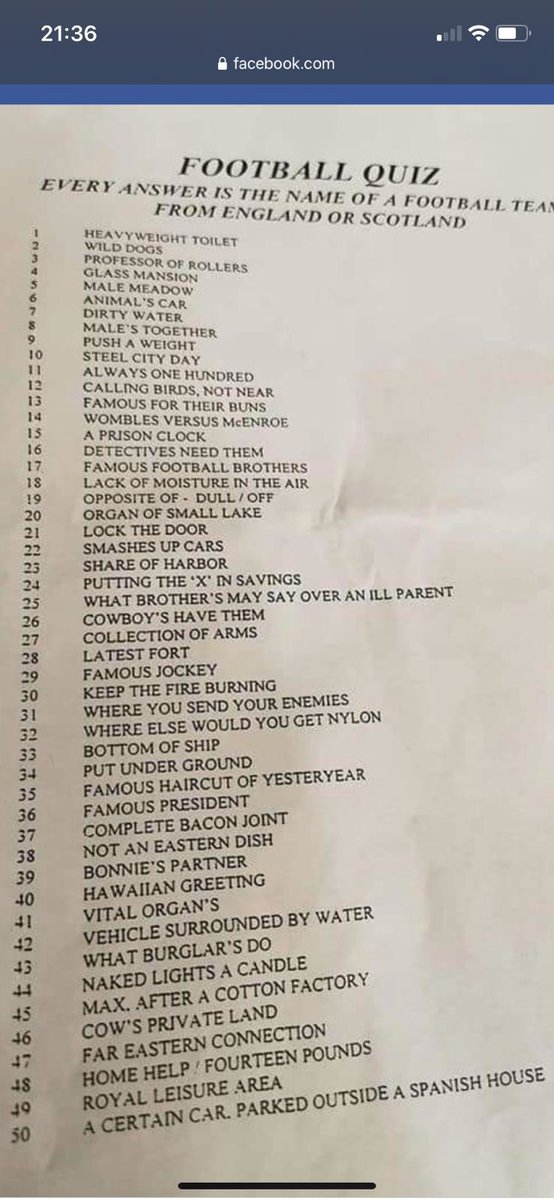 21:36
facebook.com
FOOTBALL QUIZ
EVERY ANSWER IS THE NAME OF A FOOTBALL TEAM
FROM ENGLAND OR SCOTLAND
1 HEAVYWEIGHT TOILET
2 WILD DOGS
3 PROFESSOR OF ROLLERS
4 GLASS MANSION
5 MALE MEADOW
6 ANIMAL'S CAR
7 DIRTY WATER
8 MALE'S TOGETHER
9 PUSH A WEIGHT
10 STEEL CITY DAY
11 ALWAYS ONE HUNDRED
12 CALLING BIRDS, NOT NEAR
13 FAMOUS FOR THEIR BUNS
14 WOMBLES VERSUS McENROE
15 A PRISON CLOCK
16 DETECTIVES NEED THEM
17 FAMOUS FOOTBALL BROTHERS
18 LACK OF MOISTURE IN THE AIR
19 OPPOSITE OF - DULL / OFF
20 ORGAN OF SMALL LAKE
21 LOCK THE DOOR
22 SMASHES UP CARS
23 SHARE OF HARBOR
24 PUTTING THE 'X' IN SAVINGS
25 WHAT BROTHER'S MAY SAY OVER AN ILL PARENT
26 COWBOY'S HAVE THEM
27 COLLECTION OF ARMS
28 LATEST FORT
29 FAMOUS JOCKEY
30 KEEP THE FIRE BURNING
31 WHERE YOU SEND YOUR ENEMIES
32 WHERE ELSE WOULD YOU GET NYLON
33 BOTTOM OF SHIP
34 PUT UNDER GROUND
35 FAMOUS HAIRCUT OF YESTERYEAR
36 FAMOUS PRESIDENT
37 COMPLETE BACON JOINT
38 NOT AN EASTERN DISH
39 BONNIE'S PARTNER
40 HAWAIIAN GREETING
41 VITAL ORGAN'S
42 VEHICLE SURROUNDED BY WATER
43 WHAT BURGLAR'S DO
44 NAKED LIGHTS A CANDLE
45 MAX. AFTER A COTTON FACTORY
46 COW'S PRIVATE LAND
47 FAR EASTERN CONNECTION
48 HOME HELP / FOURTEEN POUNDS
49 ROYAL LEISURE AREA
50 A CERTAIN CAR. PARKED OUTSIDE A SPANISH HOUSE